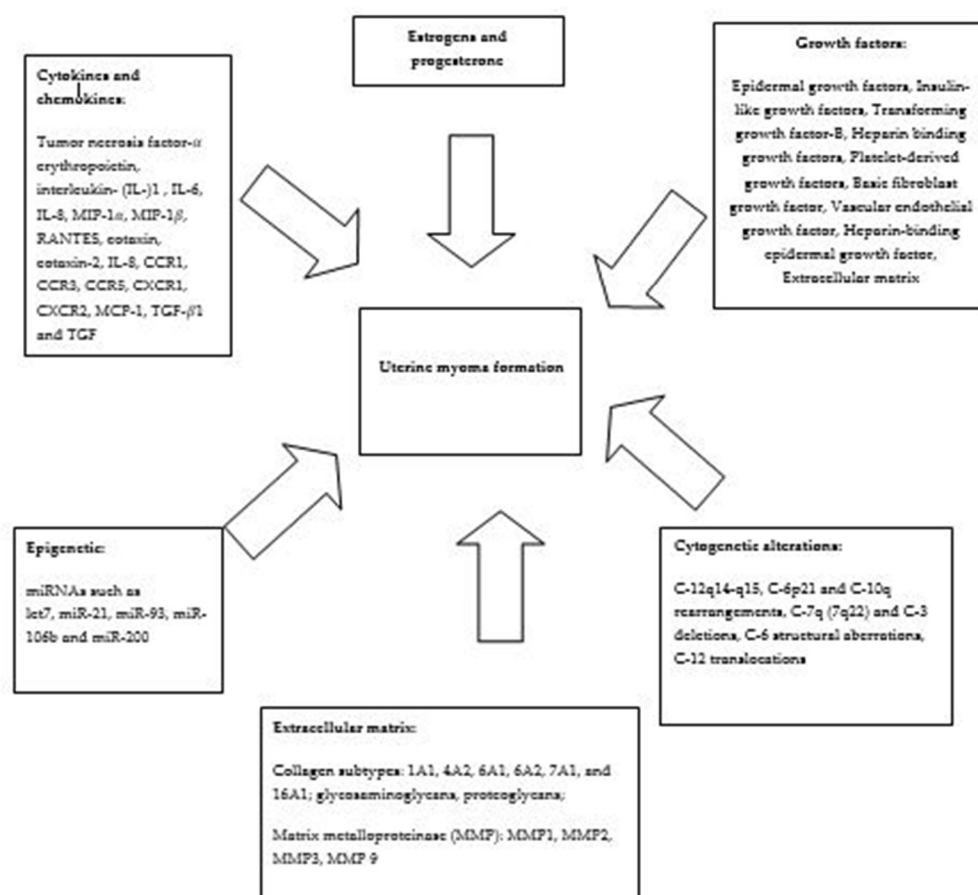 Estrogens and
progesterone
Cytokines and
chemokines:
Tumor necrosis factor-α
erythropoietin,
interleukin- (IL-)1 , IL-6,
IL-8, MIP-1α, MIP-1β,
RANTES, eotaxin,
eotaxin-2, IL-8, CCR1,
CCR3, CCR5, CXCR1,
CXCR2, MCP-1, TGF-β1
and TGF
Growth factors:
Epidermal growth factors, Insulin-
like growth factors, Transforming
growth factor-B, Heparin binding
growth factors, Platelet-derived
growth factors, Basic fibroblast
growth factor, Vascular endothelial
growth factor, Heparin-binding
epidermal growth factor,
Extracellular matrix
Uterine myoma formation
Epigenetic:
miRNAs such as
let7, miR-21, miR-93, miR-
106b and miR-200
Cytogenetic alterations:
C-12q14-q15, C-6p21 and C-10q
rearrangements, C-7q (7q22) and C-3
deletions, C-6 structural aberrations,
C-12 translocations
Extracellular matrix:
Collagen subtypes: 1A1, 4A2, 6A1, 6A2, 7A1, and
16A1; glycosaminoglycans, proteoglycans;
Matrix metalloproteinase (MMP): MMP1, MMP2,
MMP3, MMP 9